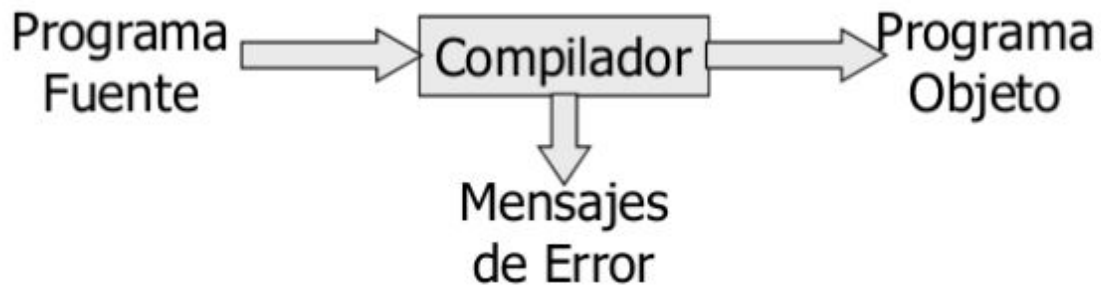 Programa
Fuente
Compilador
Programa
Objeto
Mensajes
de Error